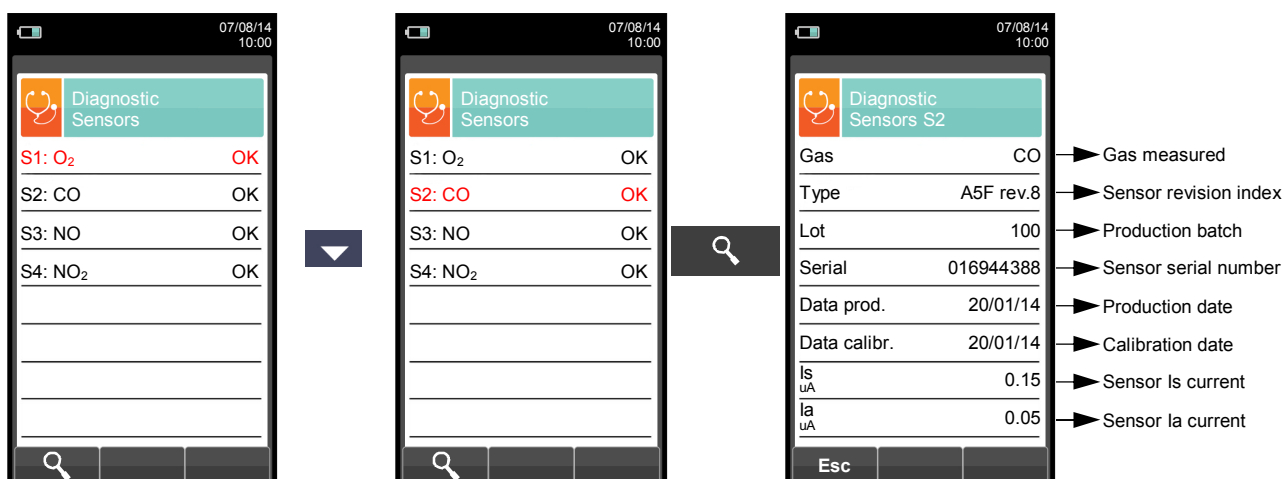 07/08/14
10:00
Diagnostic
Sensors
S1: O₂ OK
S2: CO OK
S3: NO OK
S4: NO₂ OK
07/08/14
10:00
Diagnostic
Sensors
S1: O₂ OK
S2: CO OK
S3: NO OK
S4: NO₂ OK
07/08/14
10:00
Diagnostic
Sensors S2
Gas CO Gas measured
Type A5F rev.8 Sensor revision index
Lot 100 Production batch
Serial 016944388 Sensor serial number
Data prod. 20/01/14 Production date
Data calibr. 20/01/14 Calibration date
Is
uA 0.15 Sensor Is current
Ia
uA 0.05 Sensor Ia current
Esc